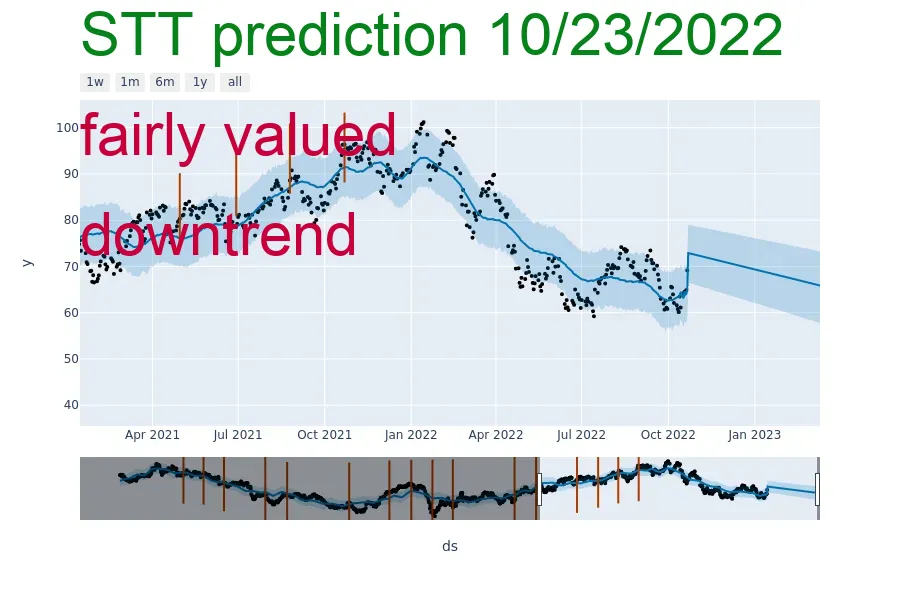 STT prediction 10/23/2022
1w 1m 6m 1y all
fairly valued
downtrend
100
90
80
70
60
50
40
y
Apr 2021 Jul 2021 Oct 2021 Jan 2022 Apr 2022 Jul 2022 Oct 2022 Jan 2023
ds